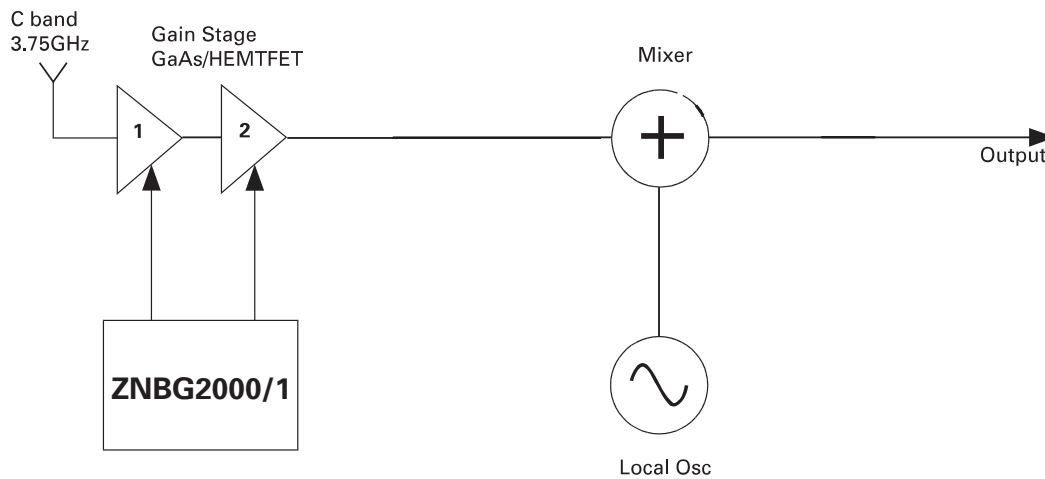 C band
3.75GHz
Gain Stage
GaAs/HEMTFET
Mixer
1
2
+
Output
ZNBG2000/1
Local Osc